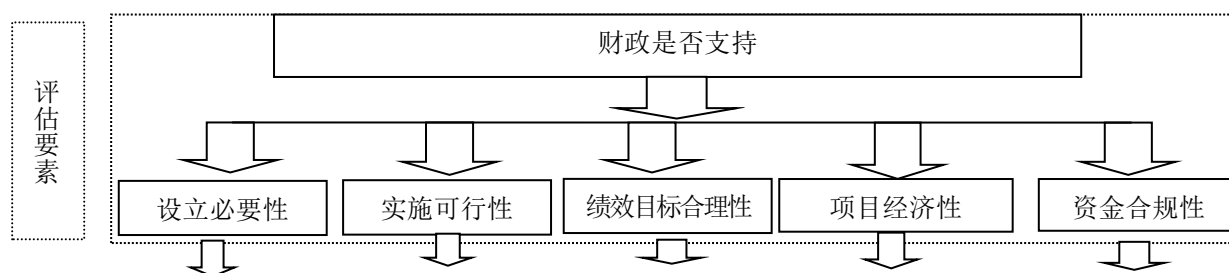 评估要素
财政是否支持
设立必要性
实施可行性
绩效目标合理性
项目经济性
资金合规性